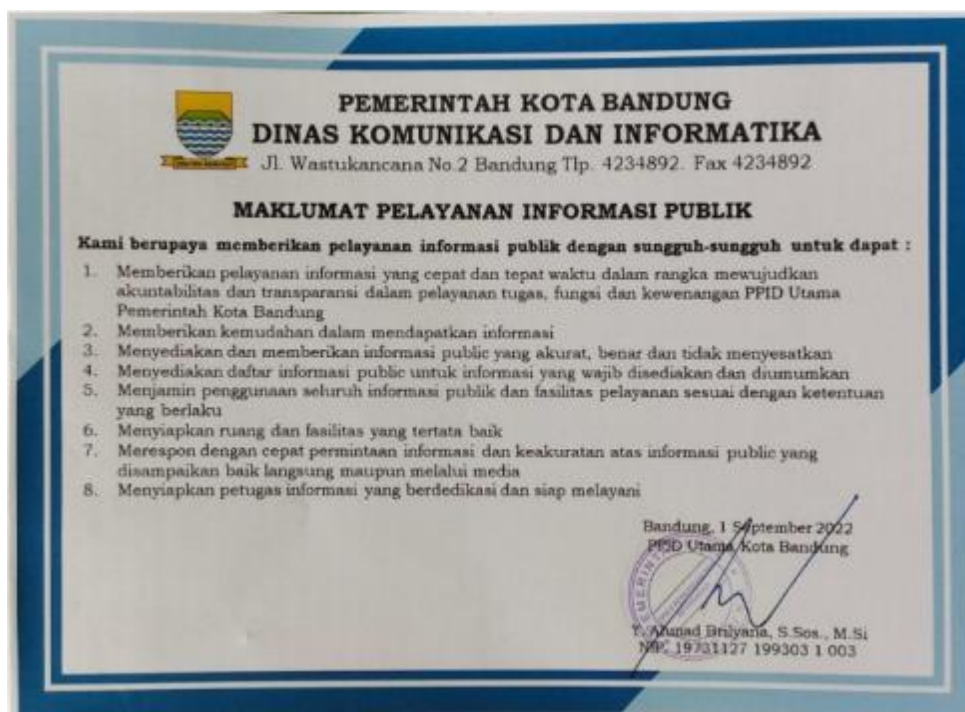 PEMERINTAH KOTA BANDUNG
DINAS KOMUNIKASI DAN INFORMATIKA
Jl. Wastukancana No.2 Bandung Tlp. 4234892. Fax 4234892
MAKLUMAT PELAYANAN INFORMASI PUBLIK
Kami berupaya memberikan pelayanan informasi publik dengan sungguh-sungguh untuk dapat :
1. Memberikan pelayanan informasi yang cepat dan tepat waktu dalam rangka mewujudkan
akuntabilitas dan transparansi dalam pelayanan tugas, fungsi dan kewenangan PPID Utama
Pemerintah Kota Bandung
2. Memberikan kemudahan dalam mendapatkan informasi
3. Menyediakan dan memberikan informasi public yang akurat, benar dan tidak menyesatkan
4. Menyediakan daftar informasi public untuk informasi yang wajib disediakan dan diumumkan
5. Menjamin penggunaan seluruh informasi publik dan fasilitas pelayanan sesuai dengan ketentuan
yang berlaku
6. Menyiapkan ruang dan fasilitas yang tertata baik
7. Merespon dengan cepat permintaan informasi dan keakuratan atas informasi public yang
disampaikan baik langsung maupun melalui media
8. Menyiapkan petugas informasi yang berdedikasi dan siap melayani
Bandung, 1 September 2022
PPID Utama Kota Bandung
Ahmad Brilyana, S.Sos., M.Si
NIP. 19731127 199303 1 003